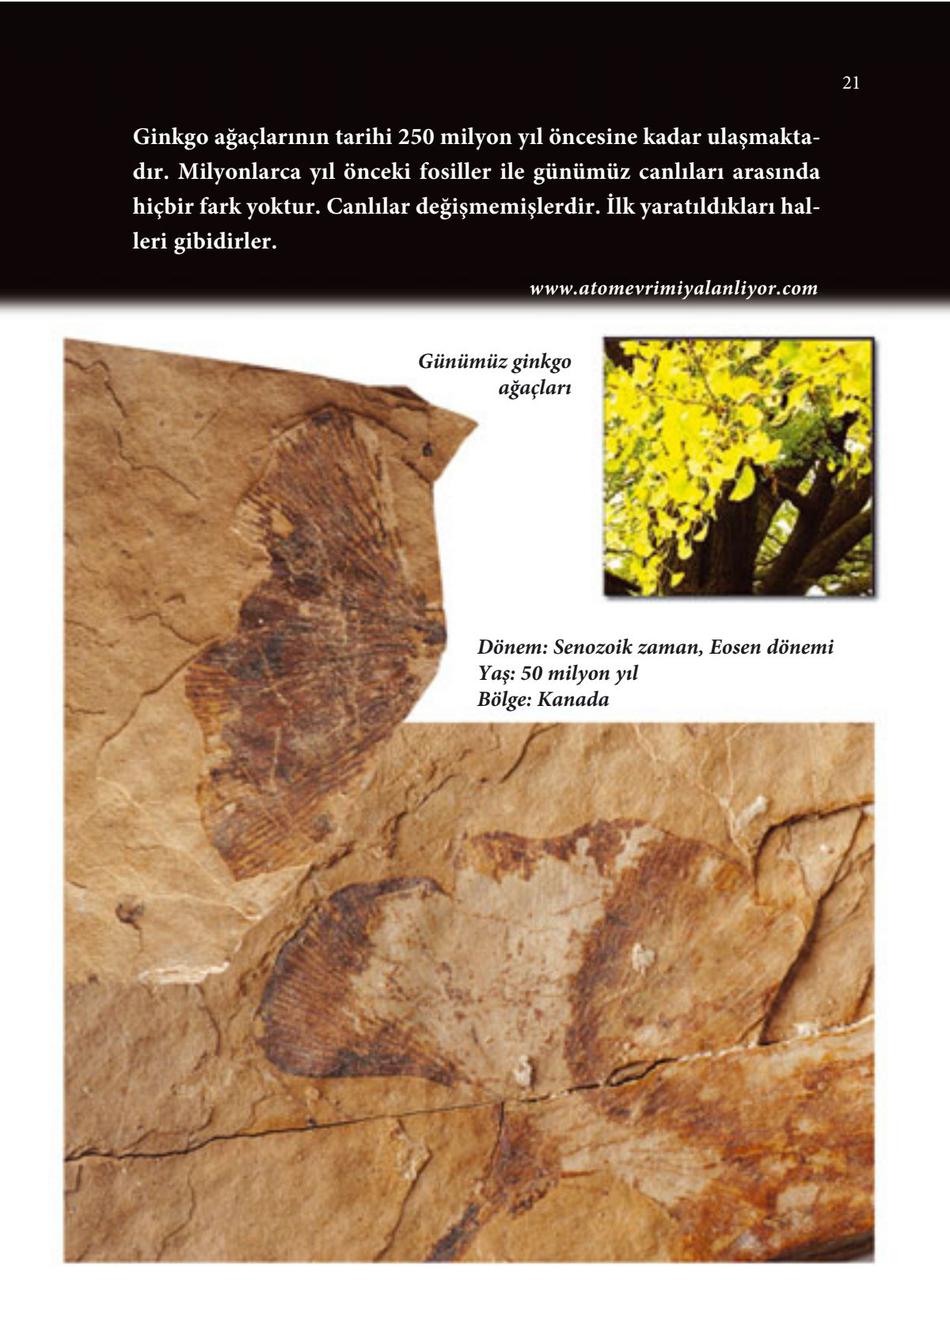 21
Ginkgo ağaçlarının tarihi 250 milyon yıl öncesine kadar ulaşmakta-
dır. Milyonlarca yıl önceki fosiller ile günümüz canlıları arasında
hiçbir fark yoktur. Canlılar değişmemişlerdir. İlk yaratıldıkları hal-
leri gibidirler.
www.atomevrimiyalanliyor.com
Günümüz ginkgo
ağaçları
Dönem: Senozoik zaman, Eosen dönemi
Yaş: 50 milyon yıl
Bölge: Kanada